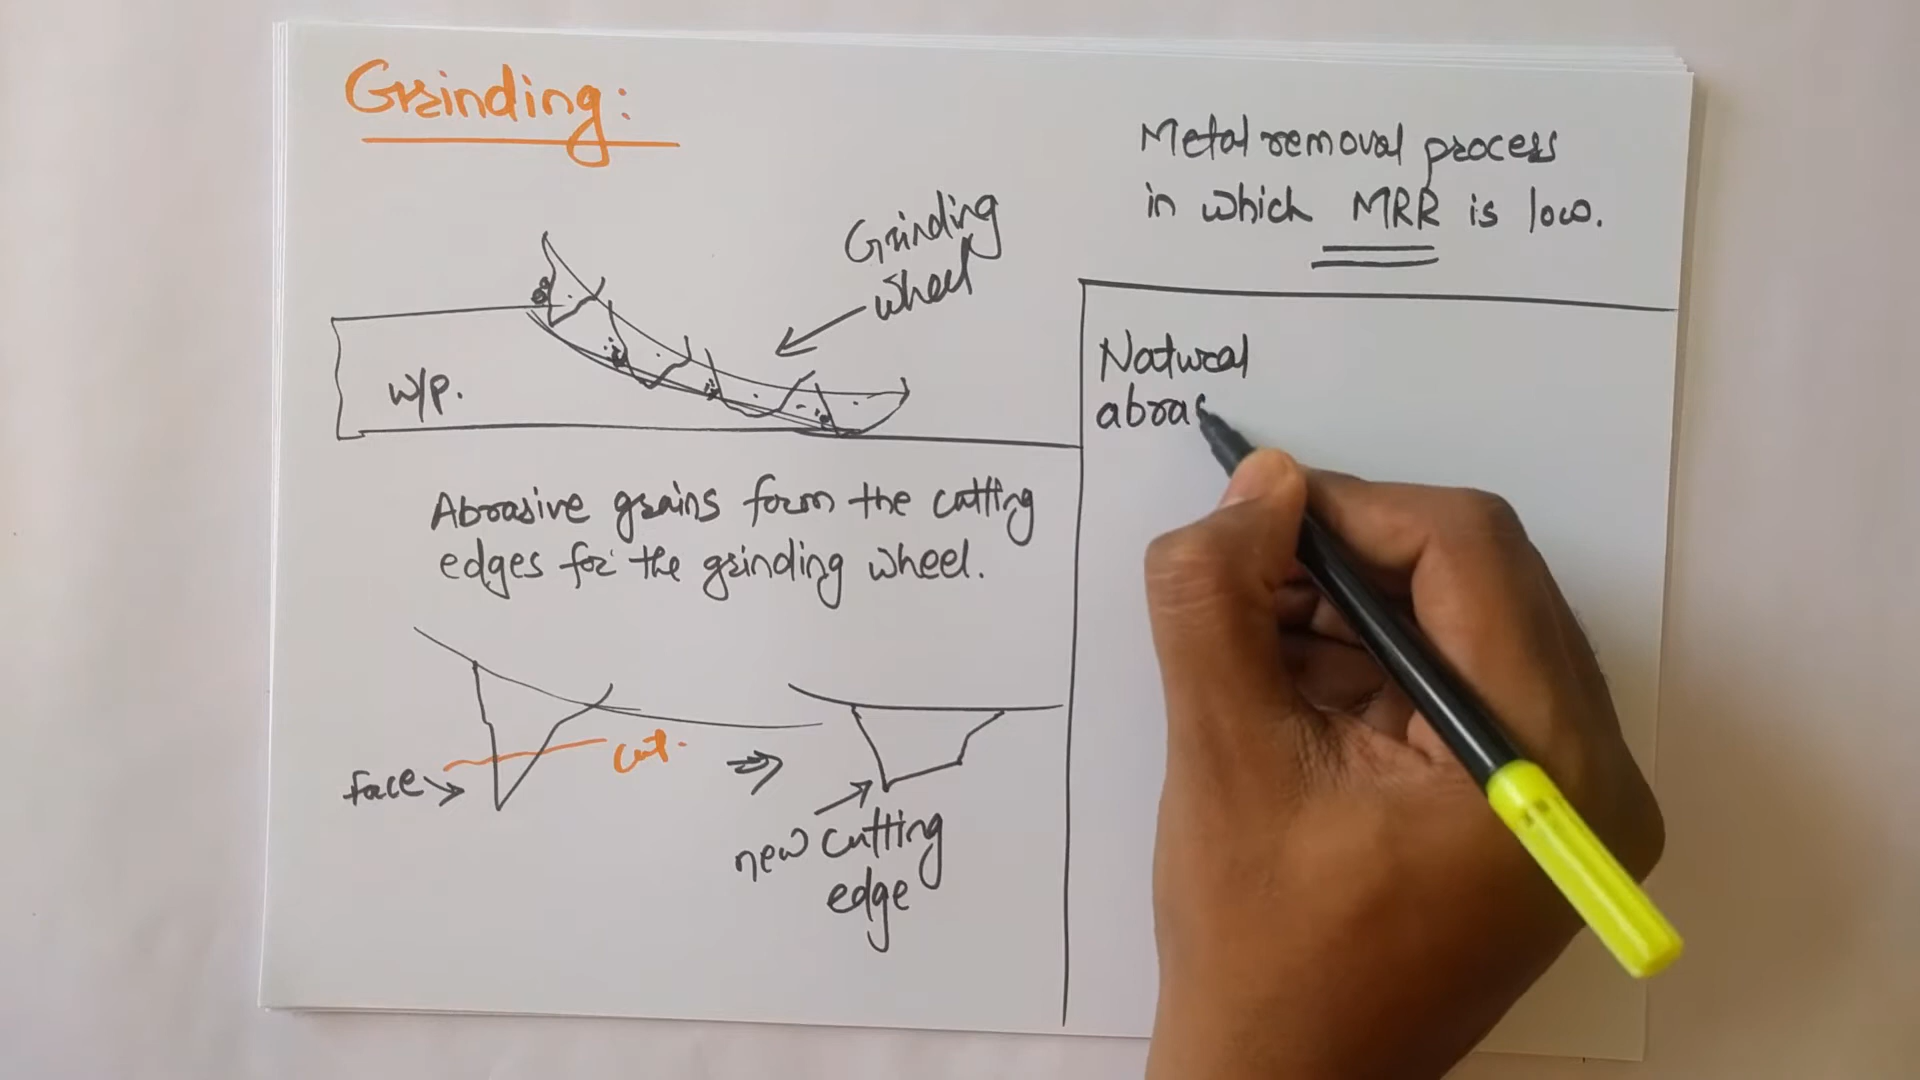 Grinding:
Metal removal process
in which MRR is low.
Grinding
wheel
w/p.
Abrasive grains form the cutting
edges for the grinding wheel.
face
cut.
new cutting
edge
Natural
abras